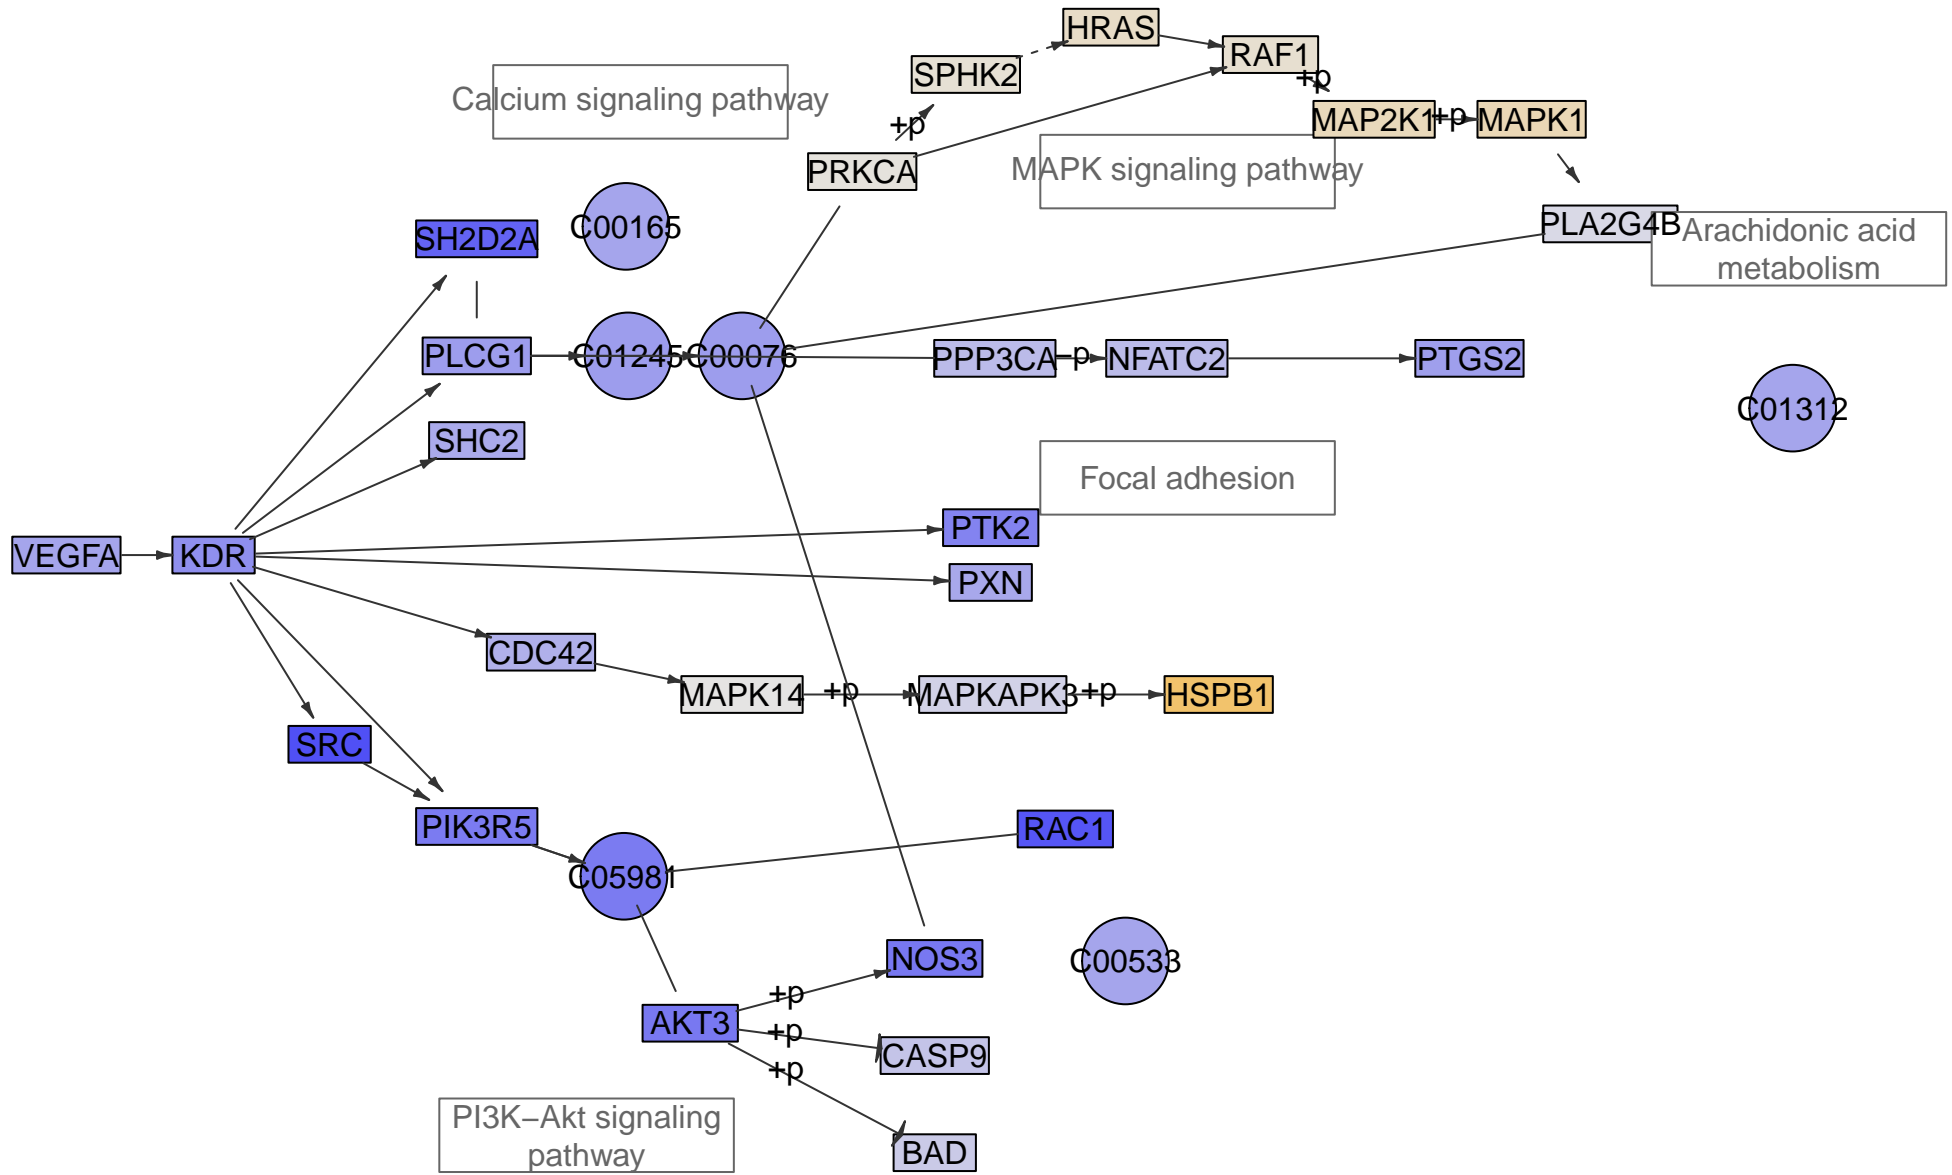 HRAS
RAF1
+p
SPHK2
Calcium signaling pathway
+p
MAP2K1
+p
MAPK1
PRKCA
MAPK signaling pathway
C00165
SH2D2A
PLA2G4B
Arachidonic acid
metabolism
PLCG1
C01245
C00076
PPP3CA
−p
NFATC2
PTGS2
C01312
SHC2
Focal adhesion
PTK2
VEGFA
KDR
PXN
CDC42
MAPK14
+p
MAPKAPK3
+p
HSPB1
SRC
PIK3R5
RAC1
C05981
NOS3
C00533
+p
AKT3
+p
CASP9
+p
PI3K−Akt signaling
pathway
BAD